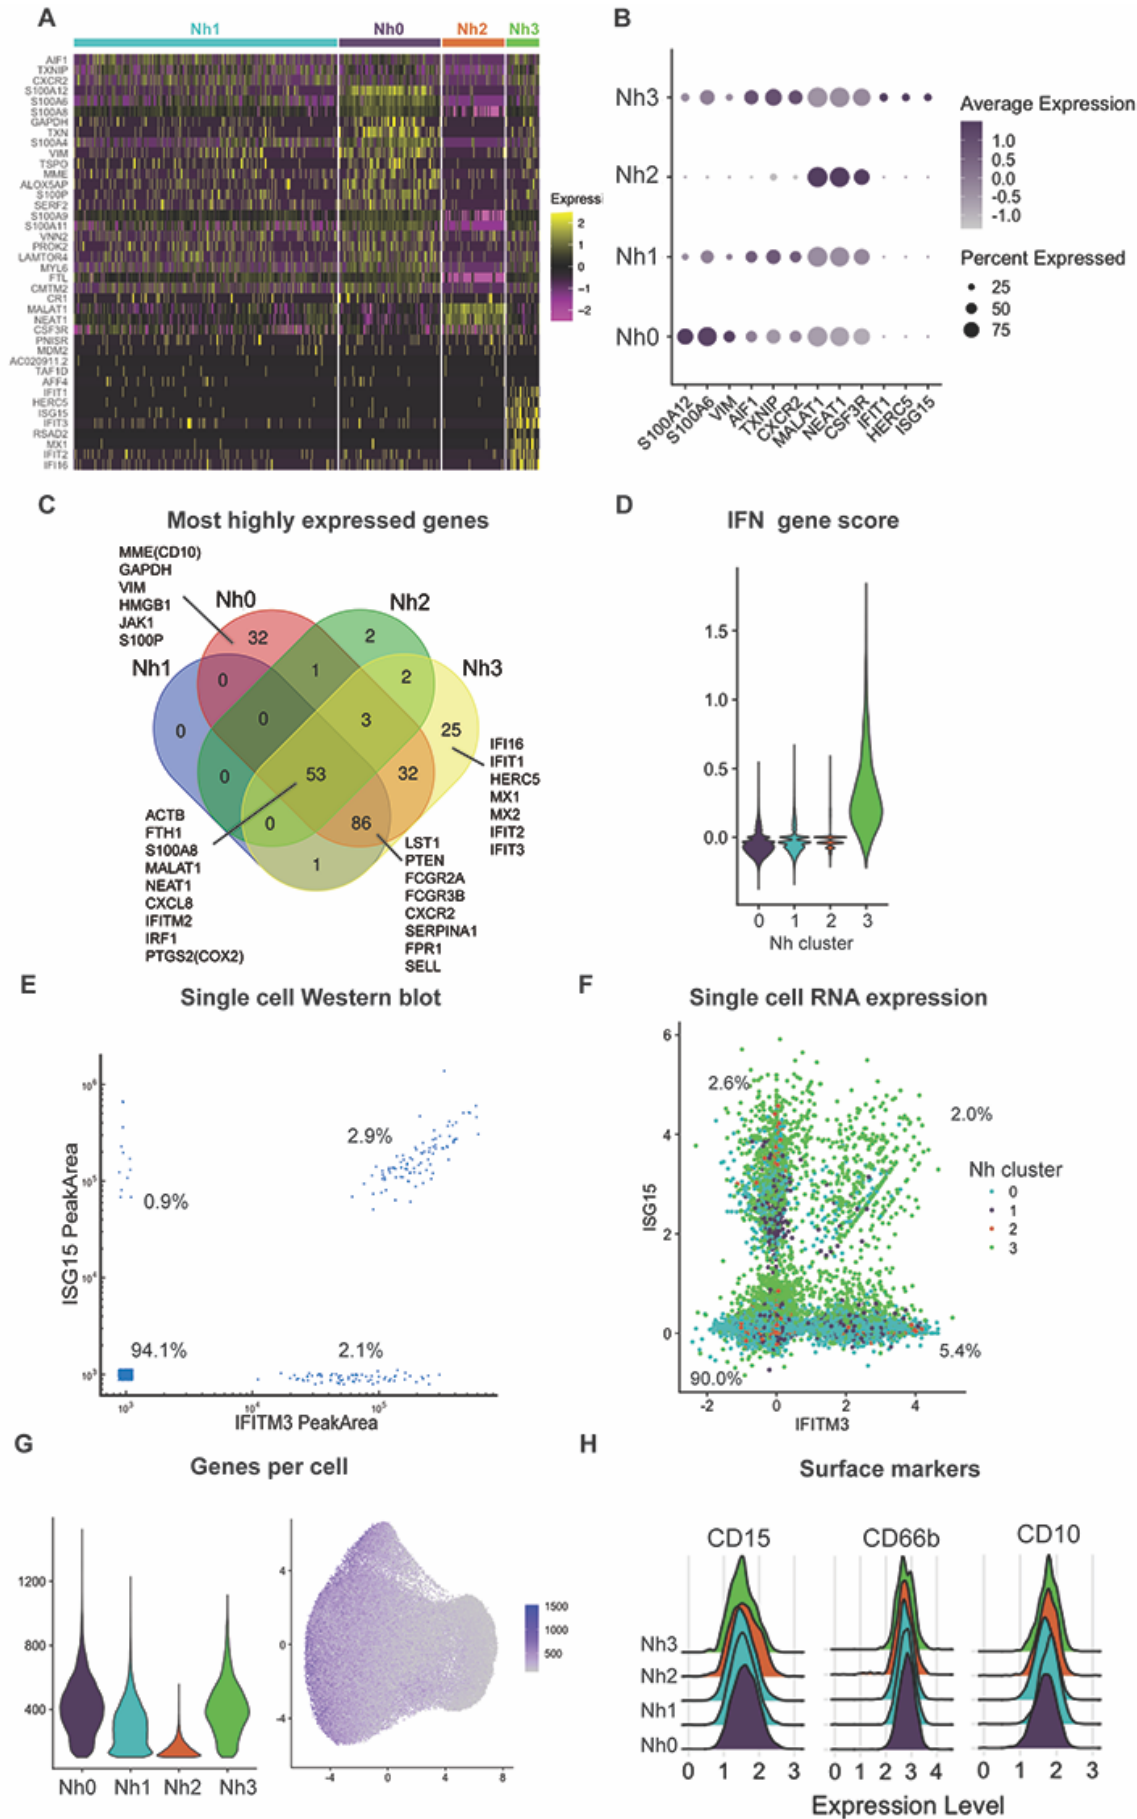 A
Nh1 Nh0 Nh2 Nh3
AIF1
TXNIP
CXCR2
S100A12
S100A6
S100A8
GAPDH
TXN
S100A4
VIM
TSPO
MME
ALOX5AP
S100P
SERF2
S100A9
S100A11
VNN2
PROK2
LAMTOR4
MYL6
FTL
CMTM2
CR1
MALAT1
NEAT1
CSF3R
PNISR
MDM2
AC020911.2
TAF1D
AFF4
IFIT1
HERC5
ISG15
IFIT3
RSAD2
MX1
IFIT2
IFI16
Expressi
2
1
0
−1
−2
B
Nh3
Nh2
Nh1
Nh0
S100A12
S100A6
VIM
AIF1
TXNIP
CXCR2
MALAT1
NEAT1
CSF3R
IFIT1
HERC5
ISG15
Average Expression
1.0
0.5
0.0
-0.5
-1.0
Percent Expressed
25
50
75
C
Most highly expressed genes
MME(CD10)
GAPDH
VIM
HMGB1
JAK1
S100P
Nh0
Nh2
Nh1
Nh3
32
2
0
1
2
0
0
3
25
0
53
32
0
86
1
IFI16
IFIT1
HERC5
MX1
MX2
IFIT2
IFIT3
ACTB
FTH1
S100A8
MALAT1
NEAT1
CXCL8
IFITM2
IRF1
PTGS2(COX2)
LST1
PTEN
FCGR2A
FCGR3B
CXCR2
SERPINA1
FPR1
SELL
D
IFN gene score
1.5
1.0
0.5
0.0
0 1 2 3
Nh cluster
E
Single cell Western blot
ISG15 PeakArea
10⁶
10⁵
10⁴
10³
2.9%
0.9%
94.1%
2.1%
10³ 10⁴ 10⁵
IFITM3 PeakArea
F
Single cell RNA expression
ISG15
6
4
2
0
2.6%
2.0%
5.4%
90.0%
-2 0 2 4
IFITM3
Nh cluster
0
1
2
3
G
Genes per cell
1200
800
400
Nh0 Nh1 Nh2 Nh3
4
0
-4
-4 0 4 8
1500
1000
500
H
Surface markers
CD15 CD66b CD10
Nh3
Nh2
Nh1
Nh0
0 1 2 3 0 1 2 3 4 0 1 2 3
Expression Level